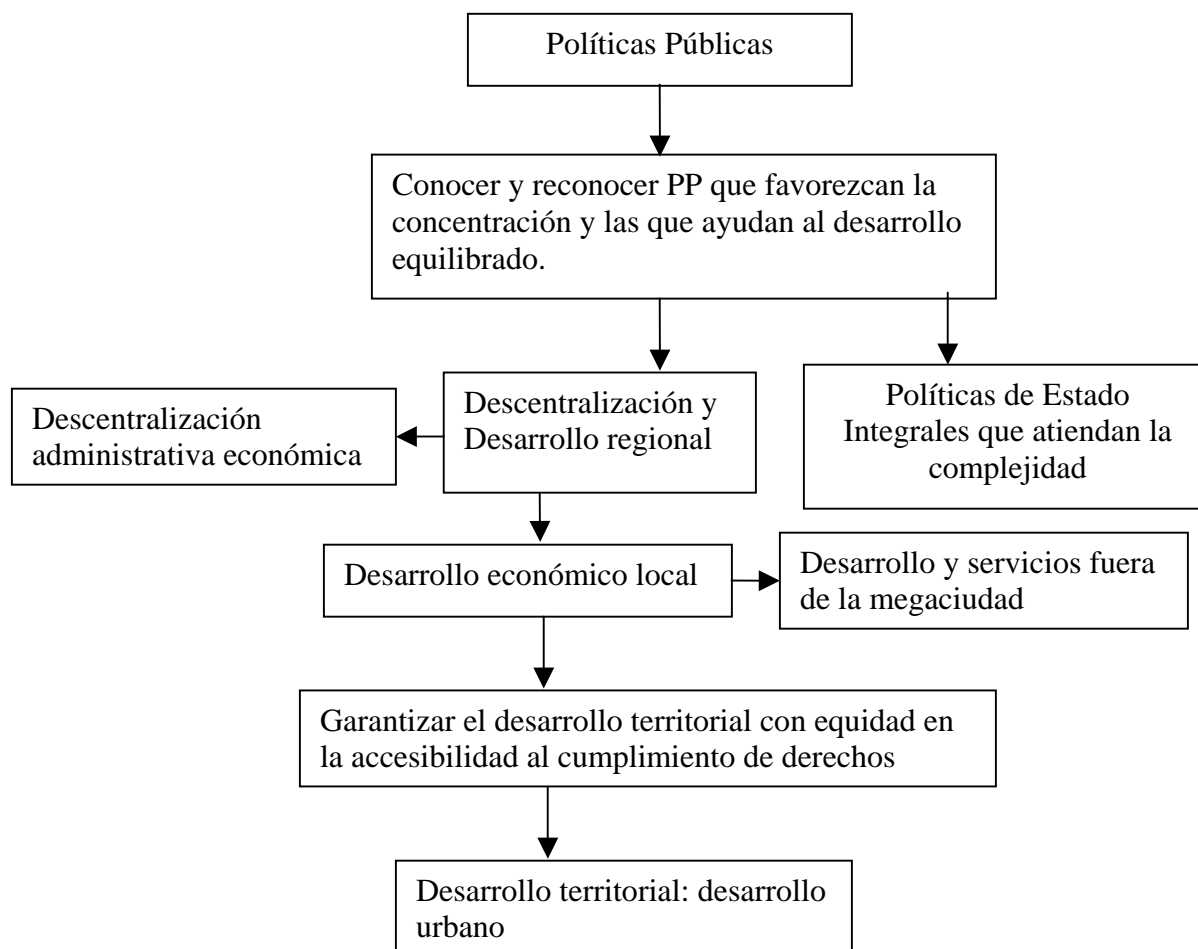 Políticas Públicas
Conocer y reconocer PP que favorezcan la
concentración y las que ayudan al desarrollo
equilibrado.
Descentralización
administrativa económica
Descentralización y
Desarrollo regional
Políticas de Estado
Integrales que atiendan la
complejidad
Desarrollo económico local
Desarrollo y servicios fuera
de la megaciudad
Garantizar el desarrollo territorial con equidad en
la accesibilidad al cumplimiento de derechos
Desarrollo territorial: desarrollo
urbano